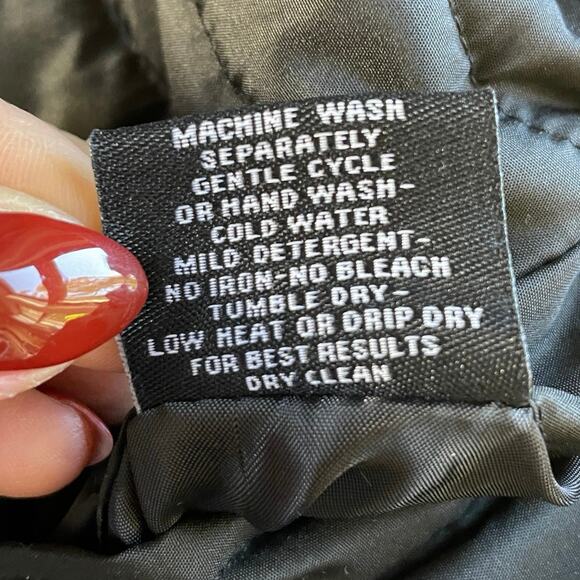 MACHINE WASH
SEPARATELY
GENTLE CYCLE
OR HAND WASH-
COLD WATER
MILD DETERGENT-
NO IRON-NO BLEACH
TUMBLE DRY-
LOW HEAT OR DRIP DRY
FOR BEST RESULTS
DRY CLEAN